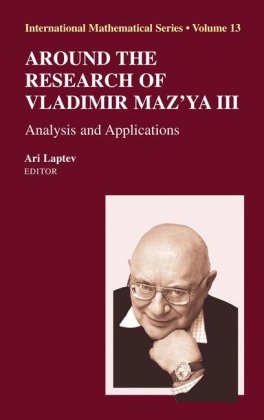 International Mathematical Series • Volume 13
AROUND THE
RESEARCH OF
VLADIMIR MAZ'YA III
Analysis and Applications
Ari Laptev
EDITOR